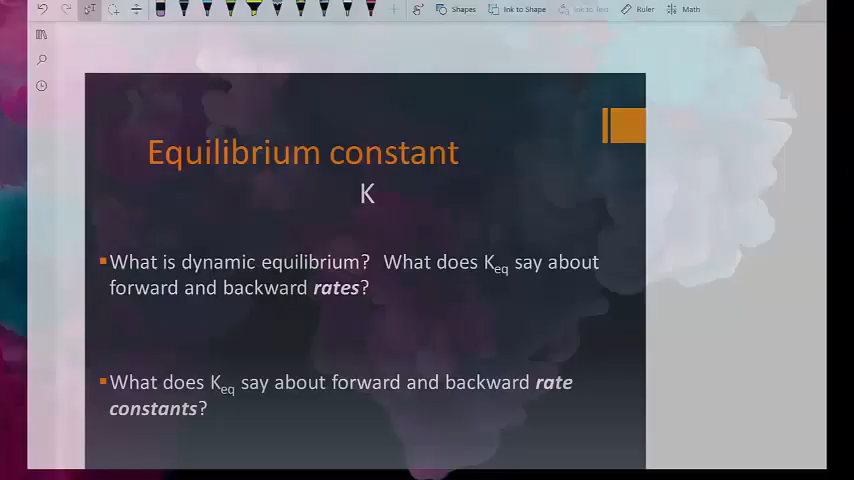 Shapes Ink to Shape Ink to Text Ruler Math
Equilibrium constant
K
What is dynamic equilibrium? What does Keq say about
forward and backward rates?
What does Keq say about forward and backward rate
constants?